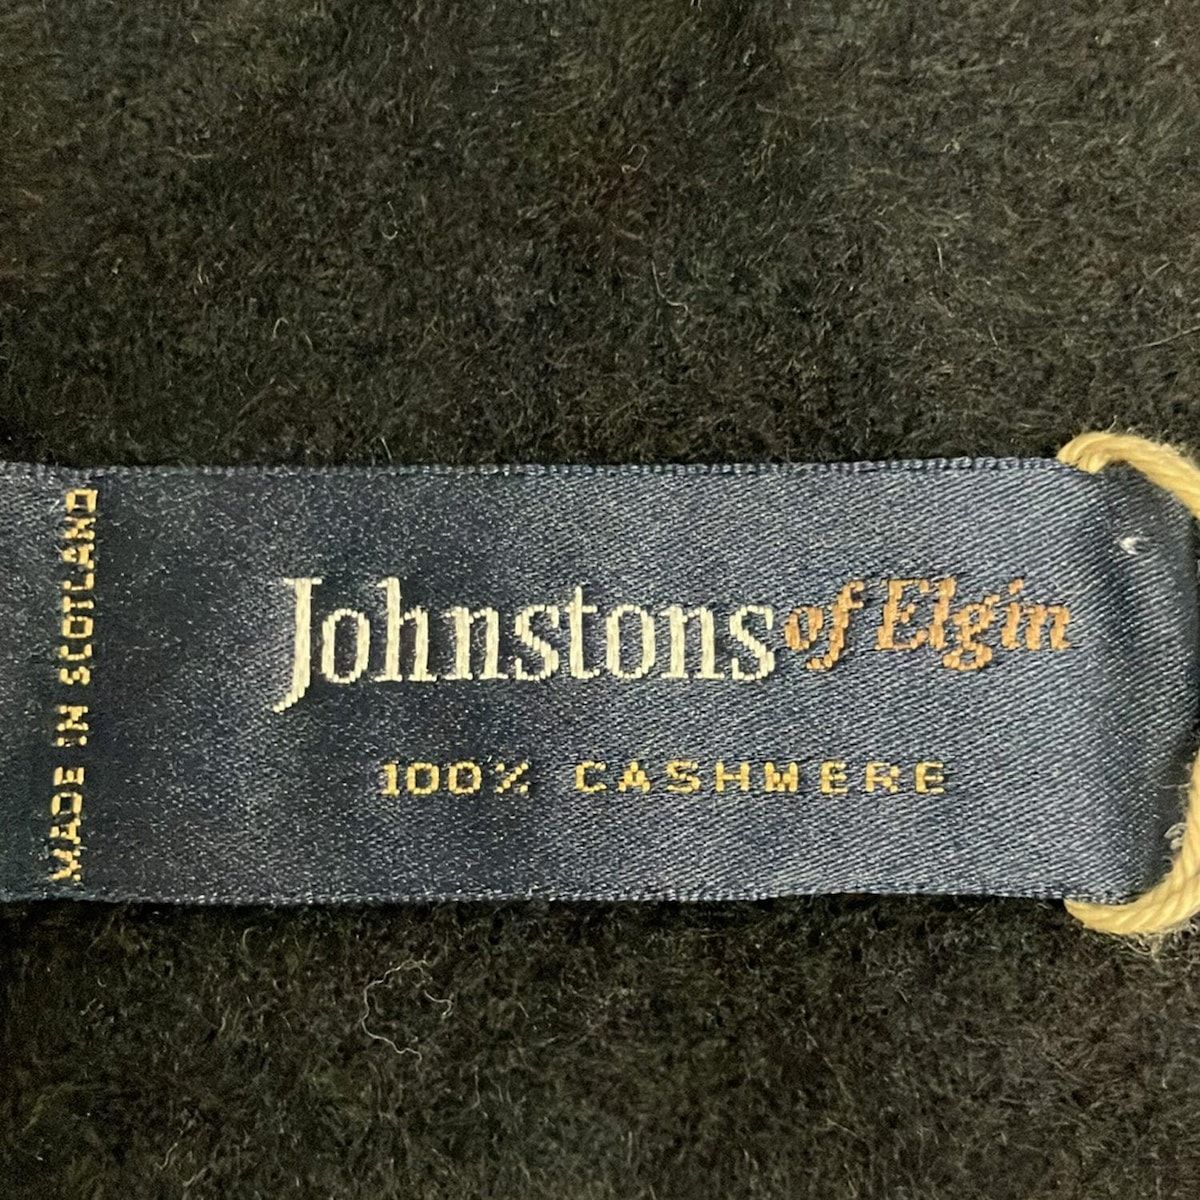 MADE IN SCOTLAND
Johnstons of Elgin
100% CASHMERE